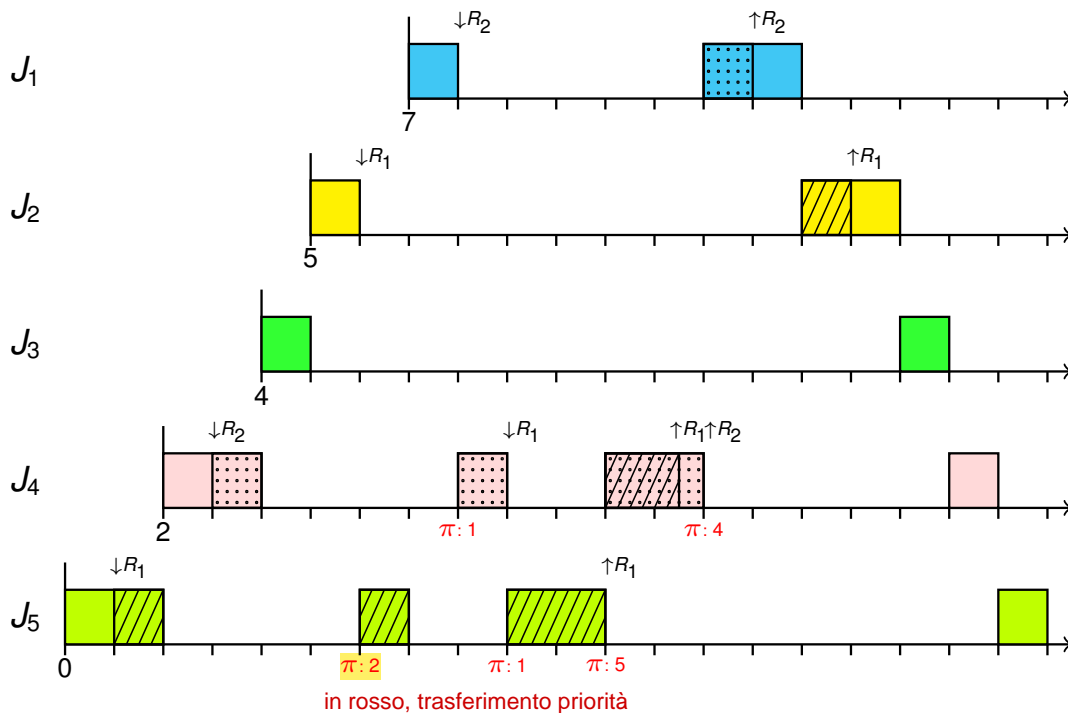 ↓R2 ↑R2
J1
7
↓R1 ↑R1
J2
5
J3
4
↓R2 ↓R1 ↑R1↑R2
J4
2 π: 1 π: 4
↓R1 ↑R1
J5
0 π: 2 π: 1 π: 5
in rosso, trasferimento priorità